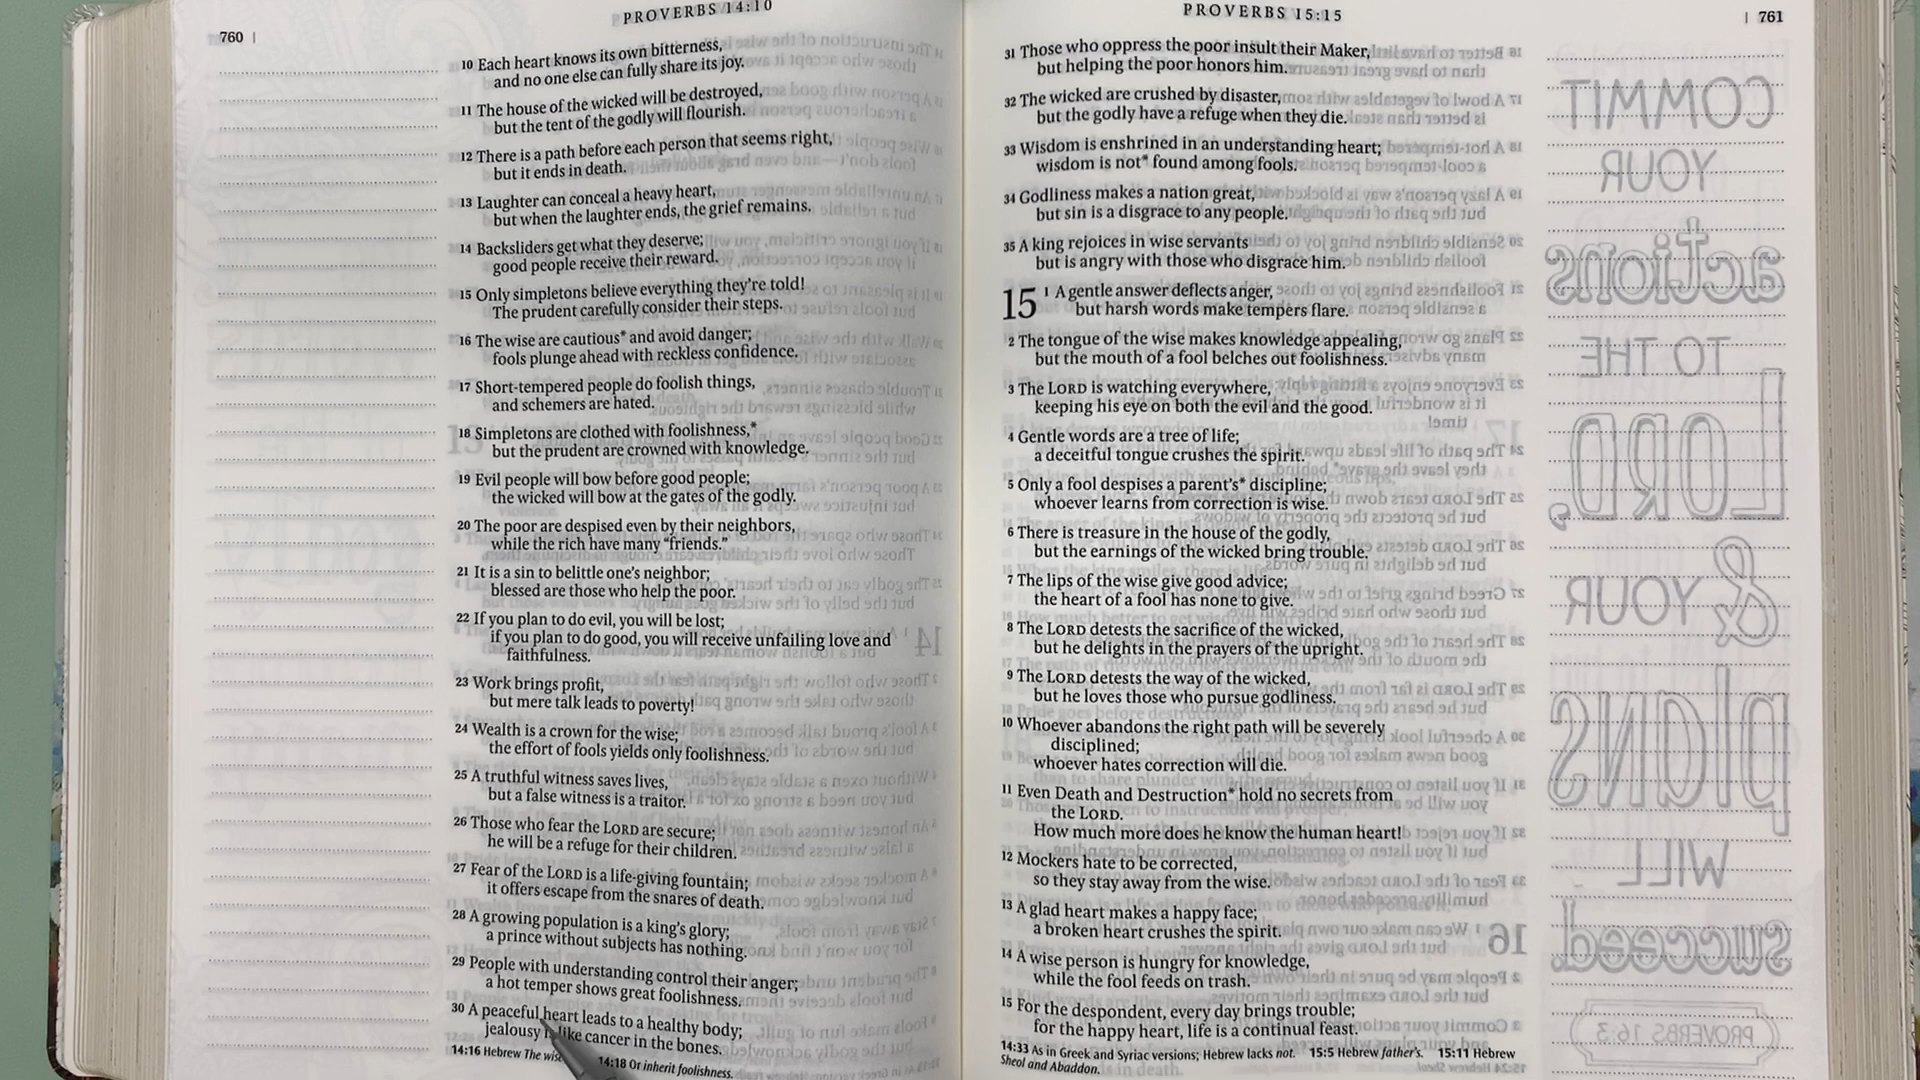 760 |
PROVERBS 14:10
10 Each heart knows its own bitterness,
and no one else can fully share its joy.
11 The house of the wicked will be destroyed,
but the tent of the godly will flourish.
12 There is a path before each person that seems right,
but it ends in death.
13 Laughter can conceal a heavy heart,
but when the laughter ends, the grief remains.
14 Backsliders get what they deserve;
good people receive their reward.
15 Only simpletons believe everything they're told!
The prudent carefully consider their steps.
16 The wise are cautious* and avoid danger;
fools plunge ahead with reckless confidence.
17 Short-tempered people do foolish things,
and schemers are hated.
18 Simpletons are clothed with foolishness,*
but the prudent are crowned with knowledge.
19 Evil people will bow before good people;
the wicked will bow at the gates of the godly.
20 The poor are despised even by their neighbors,
while the rich have many “friends.”
21 It is a sin to belittle one's neighbor;
blessed are those who help the poor.
22 If you plan to do evil, you will be lost;
if you plan to do good, you will receive unfailing love and
faithfulness.
23 Work brings profit,
but mere talk leads to poverty!
24 Wealth is a crown for the wise;
the effort of fools yields only foolishness.
25 A truthful witness saves lives,
but a false witness is a traitor.
26 Those who fear the LORD are secure;
he will be a refuge for their children.
27 Fear of the LORD is a life-giving fountain;
it offers escape from the snares of death.
28 A growing population is a king's glory;
a prince without subjects has nothing.
29 People with understanding control their anger;
a hot temper shows great foolishness.
30 A peaceful heart leads to a healthy body;
jealousy is like cancer in the bones.
14:16 Hebrew The wise 14:18 Or inherit foolishness.
PROVERBS 15:15
| 761
31 Those who oppress the poor insult their Maker,
but helping the poor honors him.
32 The wicked are crushed by disaster,
but the godly have a refuge when they die.
33 Wisdom is enshrined in an understanding heart;
wisdom is not* found among fools.
34 Godliness makes a nation great,
but sin is a disgrace to any people.
35 A king rejoices in wise servants
but is angry with those who disgrace him.
15 1 A gentle answer deflects anger,
but harsh words make tempers flare.
2 The tongue of the wise makes knowledge appealing,
but the mouth of a fool belches out foolishness.
3 The LORD is watching everywhere,
keeping his eye on both the evil and the good.
4 Gentle words are a tree of life;
a deceitful tongue crushes the spirit.
5 Only a fool despises a parent's* discipline;
whoever learns from correction is wise.
6 There is treasure in the house of the godly,
but the earnings of the wicked bring trouble.
7 The lips of the wise give good advice;
the heart of a fool has none to give.
8 The LORD detests the sacrifice of the wicked,
but he delights in the prayers of the upright.
9 The LORD detests the way of the wicked,
but he loves those who pursue godliness.
10 Whoever abandons the right path will be severely
disciplined;
whoever hates correction will die.
11 Even Death and Destruction* hold no secrets from
the LORD.
How much more does he know the human heart!
12 Mockers hate to be corrected,
so they stay away from the wise.
13 A glad heart makes a happy face;
a broken heart crushes the spirit.
14 A wise person is hungry for knowledge,
while the fool feeds on trash.
15 For the despondent, every day brings trouble;
for the happy heart, life is a continual feast.
14:33 As in Greek and Syriac versions; Hebrew lacks not. 15:5 Hebrew father's. 15:11 Hebrew
Sheol and Abaddon.
COMMIT
YOUR
actions
TO THE
LORD,
& YOUR
plans
WILL
succeed.
PROVERBS 16:3